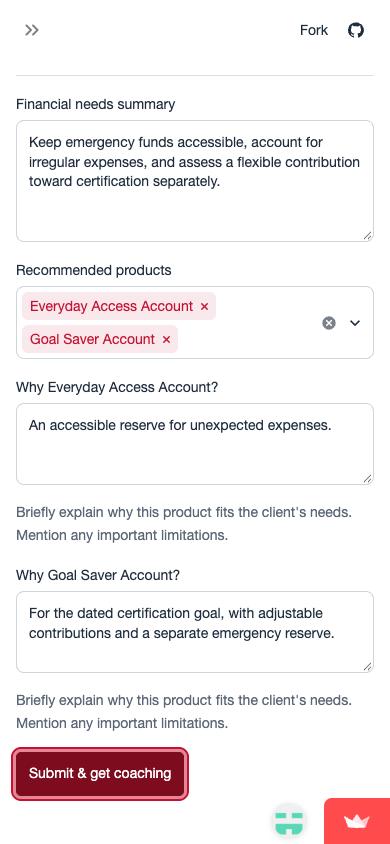 Fork
Financial needs summary
Keep emergency funds accessible, account for
irregular expenses, and assess a flexible contribution
toward certification separately.
Recommended products
Everyday Access Account ×
Goal Saver Account ×
Why Everyday Access Account?
An accessible reserve for unexpected expenses.
Briefly explain why this product fits the client's needs.
Mention any important limitations.
Why Goal Saver Account?
For the dated certification goal, with adjustable
contributions and a separate emergency reserve.
Briefly explain why this product fits the client's needs.
Mention any important limitations.
Submit & get coaching